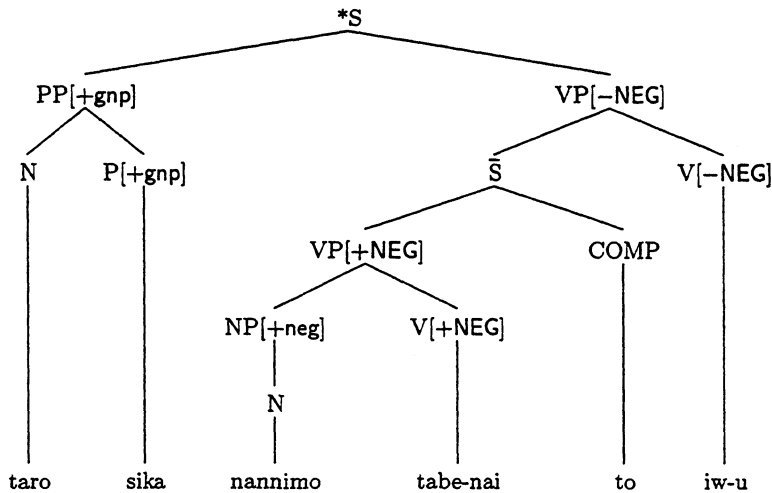 *S
PP[+gnp] VP[−NEG]
N P[+gnp] S̄ V[−NEG]
VP[+NEG] COMP
NP[+neg] V[+NEG]
N
taro sika nannimo tabe-nai to iw-u